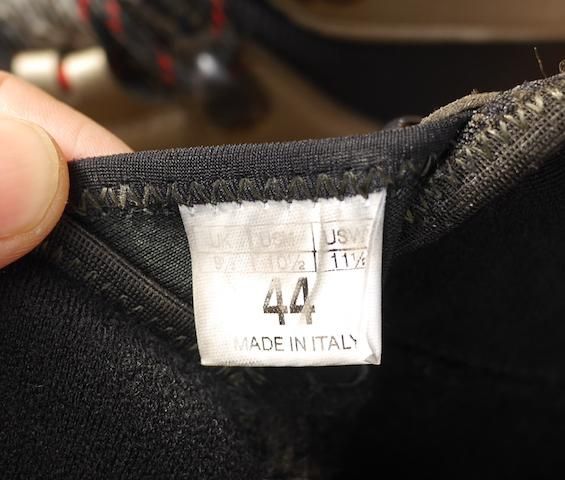 UK USM USW
9½ 10½ 11½
44
MADE IN ITALY